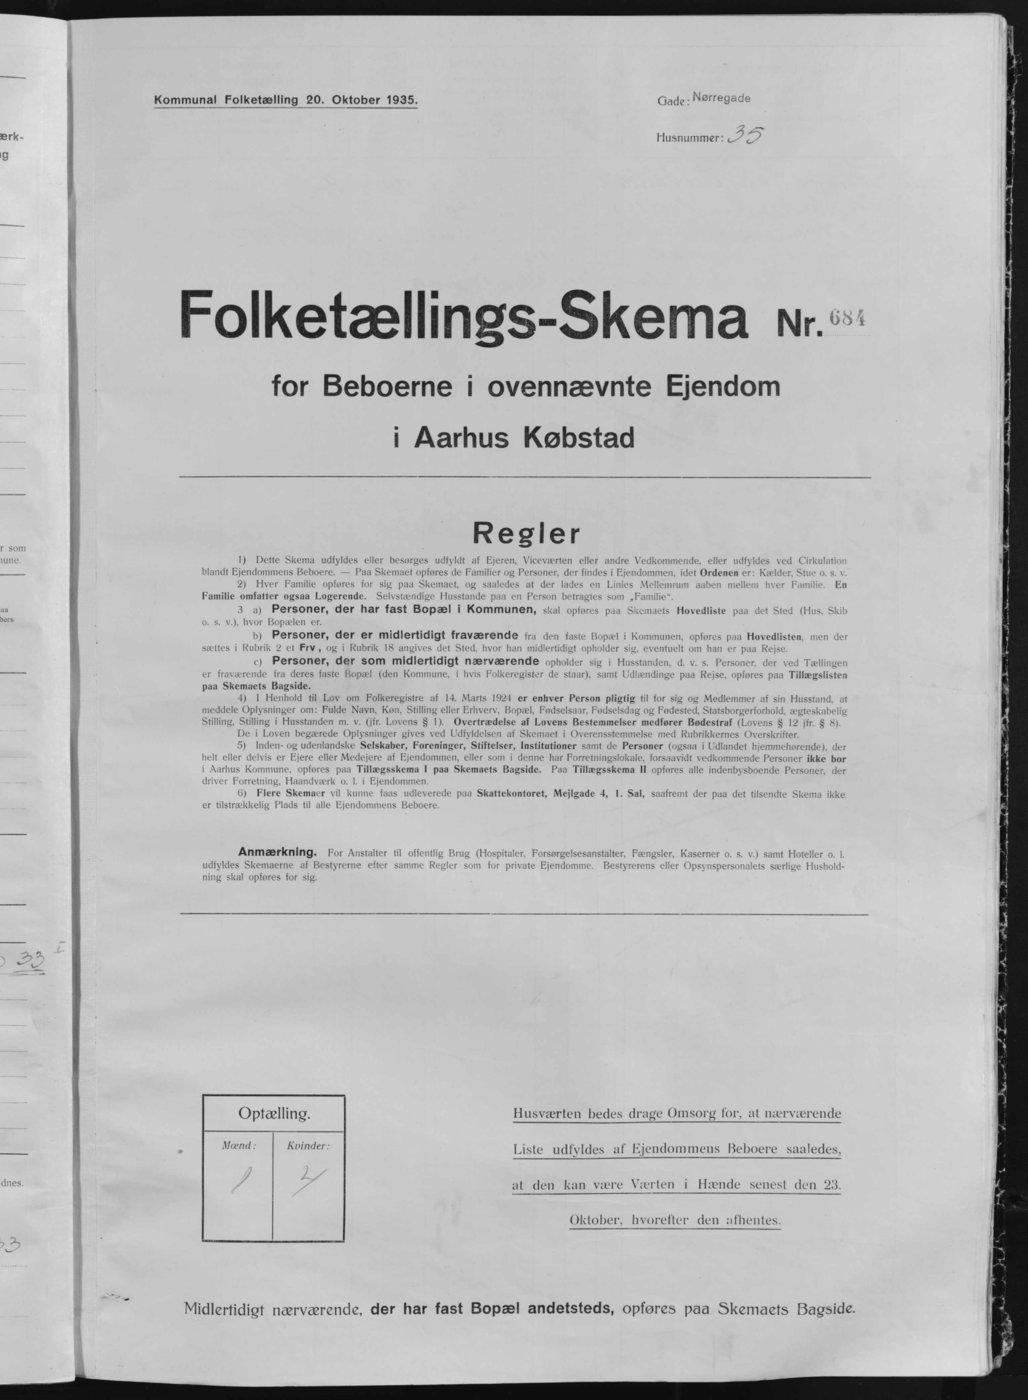 Kommunal Folketælling 20. Oktober 1935.
Gade: Nørregade
Husnummer: 35
Folketællings-Skema Nr. 684
for Beboerne i ovennævnte Ejendom
i Aarhus Købstad
Regler
1) Dette Skema udfyldes eller besørges udfyldt af Ejeren, Viceværten eller andre Vedkommende, eller udfyldes ved Cirkulation
blandt Ejendommens Beboere. — Paa Skemaet opføres de Familier og Personer, der findes i Ejendommen, idet Ordenen er: Kælder, Stue o. s. v.
2) Hver Familie opføres for sig paa Skemaet, og saaledes at der lades en Linies Mellemrum aaben mellem hver Familie. En
Familie omfatter ogsaa Logerende. Selvstændige Husstande paa en Person betragtes som „Familie“.
3 a) Personer, der har fast Bopæl i Kommunen, skal opføres paa Skemaets Hovedliste paa det Sted (Hus, Skib
o. s. v.), hvor Bopælen er.
b) Personer, der er midlertidigt fraværende fra den faste Bopæl i Kommunen, opføres paa Hovedlisten, men der
sættes i Rubrik 2 et Frv., og i Rubrik 18 angives det Sted, hvor han midlertidigt opholder sig, eventuelt om han er paa Rejse.
c) Personer, der som midlertidigt nærværende opholder sig i Husstanden, d. v. s. Personer, der ved Tællingen
er fraværende fra deres faste Bopæl (den Kommune, i hvis Folkeregister de staar), samt Udlændinge paa Rejse, opføres paa Tillægslisten
paa Skemaets Bagside.
4) I Henhold til Lov om Folkeregistre af 14. Marts 1924 er enhver Person pligtig til for sig og Medlemmer af sin Husstand, at
meddele Oplysninger om: Fulde Navn, Køn, Stilling eller Erhverv, Bopæl, Fødselsaar, Fødselsdag og Fødested, Statsborgerforhold, ægteskabelig
Stilling, Stilling i Husstanden m. v. (jfr. Lovens § 1). Overtrædelse af Lovens Bestemmelser medfører Bødestraf (Lovens § 12 jfr. § 8).
De i Loven begærede Oplysninger gives ved Udfyldelsen af Skemaet i Overensstemmelse med Rubrikkernes Overskrifter.
5) Inden- og udenlandske Selskaber, Foreninger, Stiftelser, Institutioner samt de Personer (ogsaa i Udlandet hjemmehørende), der
helt eller delvis er Ejere eller Medejere af Ejendommen, eller som i denne har Forretningslokale, forsaavidt vedkommende Personer ikke bor
i Aarhus Kommune, opføres paa Tillægsskema I paa Skemaets Bagside. Paa Tillægsskema II opføres alle indenbysboende Personer, der
driver Forretning, Haandværk o. l. i Ejendommen.
6) Flere Skemaer vil kunne faas udleverede paa Skattekontoret, Mejlgade 4, 1. Sal, saafremt der paa det tilsendte Skema ikke
er tilstrækkelig Plads til alle Ejendommens Beboere.
Anmærkning. For Anstalter til offentlig Brug (Hospitaler, Forsørgelsesanstalter, Fængsler, Kaserner o. s. v.) samt Hoteller o. l.
udfyldes Skemaerne af Bestyrerne efter samme Regler som for private Ejendomme. Bestyrerens eller Opsynspersonalets særlige Hushold-
ning skal opføres for sig.
Optælling.
Mænd: Kvinder:
1
Husværten bedes drage Omsorg for, at nærværende
Liste udfyldes af Ejendommens Beboere saaledes,
at den kan være Værten i Hænde senest den 23.
Oktober, hvorefter den afhentes.
Midlertidigt nærværende, der har fast Bopæl andetsteds, opføres paa Skemaets Bagside.